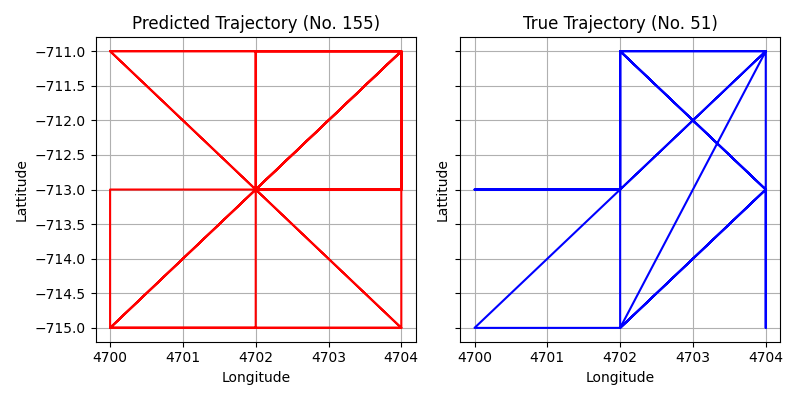 Predicted Trajectory (No. 155)
True Trajectory (No. 51)
−711.0
−711.5
−712.0
−712.5
−713.0
−713.5
−714.0
−714.5
−715.0
Lattitude
Lattitude
4700 4701 4702 4703 4704
4700 4701 4702 4703 4704
Longitude
Longitude